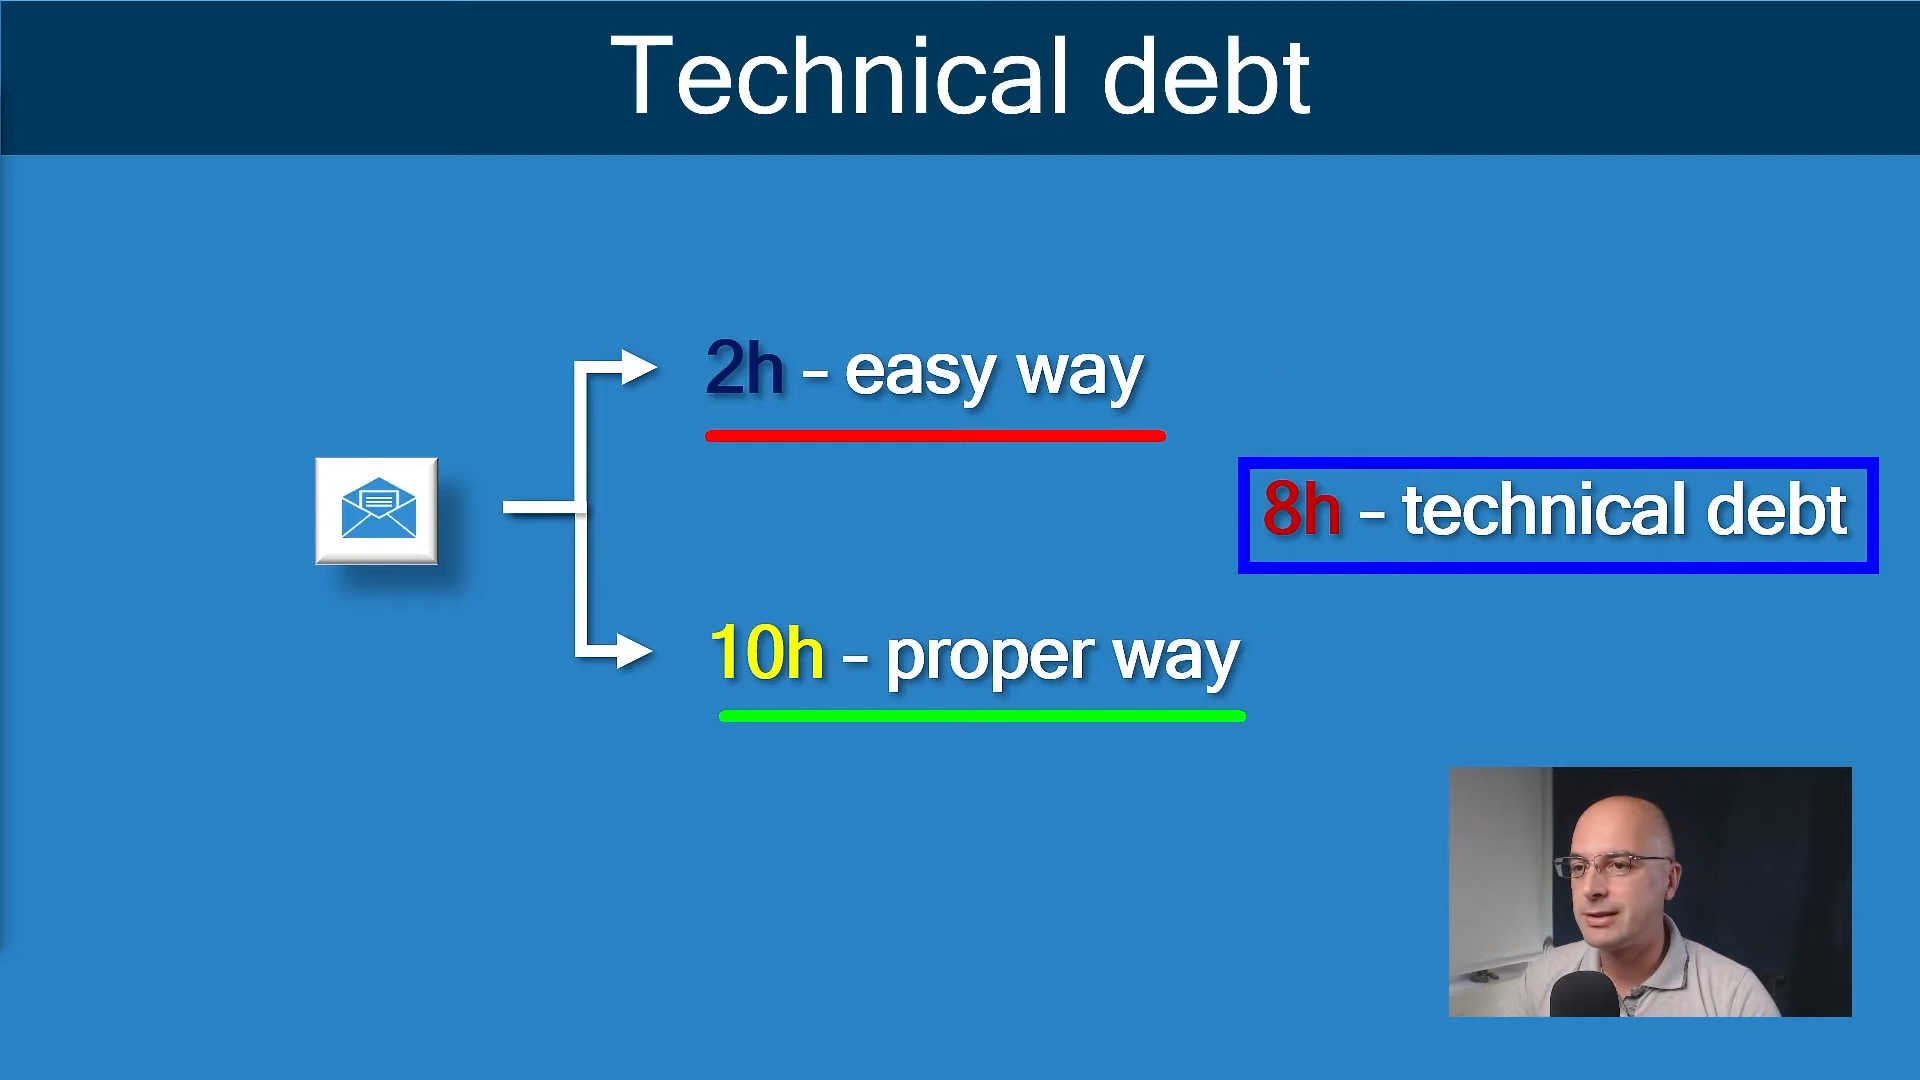 Technical debt
2h - easy way
8h - technical debt
10h - proper way